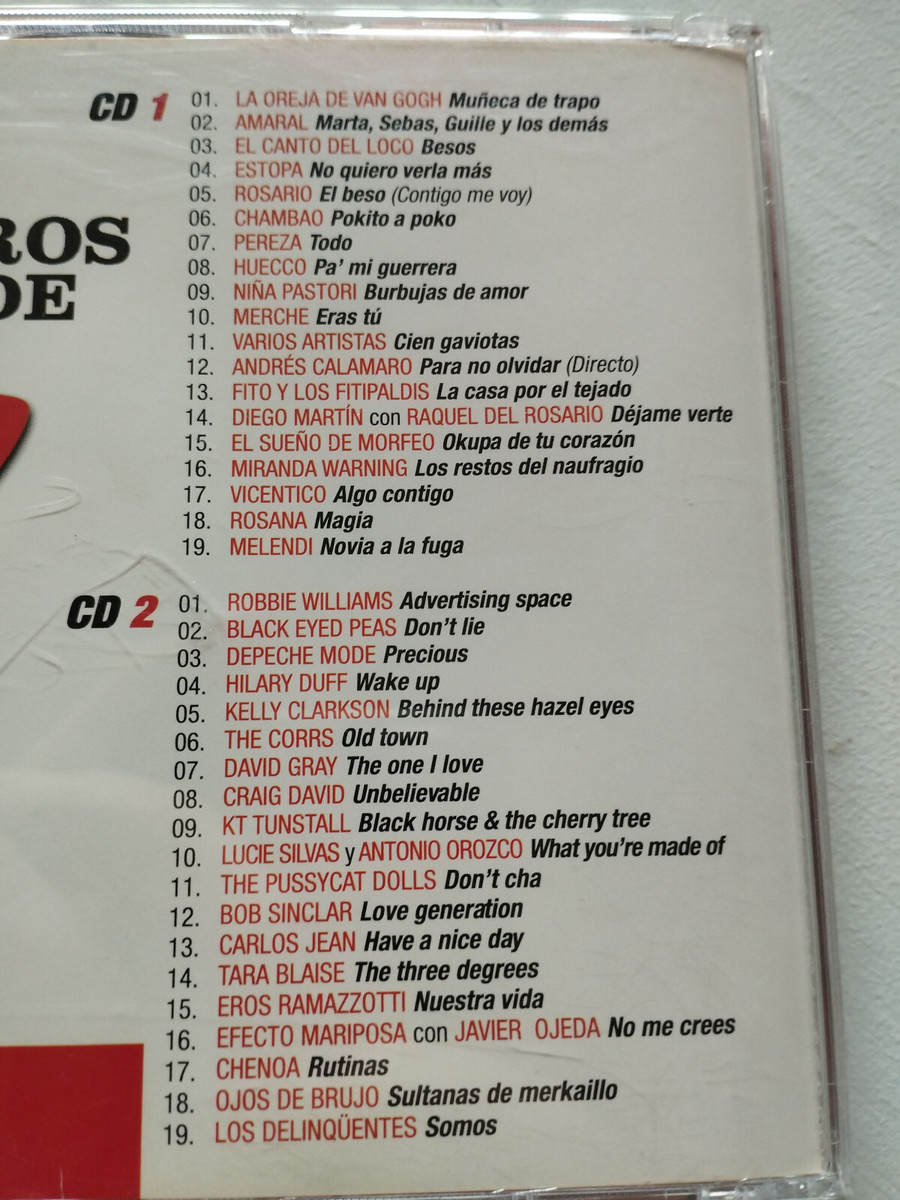 ROS
DE
CD 1
01. LA OREJA DE VAN GOGH Muñeca de trapo
02. AMARAL Marta, Sebas, Guille y los demás
03. EL CANTO DEL LOCO Besos
04. ESTOPA No quiero verla más
05. ROSARIO El beso (Contigo me voy)
06. CHAMBAO Pokito a poko
07. PEREZA Todo
08. HUECCO Pa' mi guerrera
09. NIÑA PASTORI Burbujas de amor
10. MERCHE Eras tú
11. VARIOS ARTISTAS Cien gaviotas
12. ANDRÉS CALAMARO Para no olvidar (Directo)
13. FITO Y LOS FITIPALDIS La casa por el tejado
14. DIEGO MARTÍN con RAQUEL DEL ROSARIO Déjame verte
15. EL SUEÑO DE MORFEO Okupa de tu corazón
16. MIRANDA WARNING Los restos del naufragio
17. VICENTICO Algo contigo
18. ROSANA Magia
19. MELENDI Novia a la fuga
CD 2
01. ROBBIE WILLIAMS Advertising space
02. BLACK EYED PEAS Don't lie
03. DEPECHE MODE Precious
04. HILARY DUFF Wake up
05. KELLY CLARKSON Behind these hazel eyes
06. THE CORRS Old town
07. DAVID GRAY The one I love
08. CRAIG DAVID Unbelievable
09. KT TUNSTALL Black horse & the cherry tree
10. LUCIE SILVAS y ANTONIO OROZCO What you're made of
11. THE PUSSYCAT DOLLS Don't cha
12. BOB SINCLAR Love generation
13. CARLOS JEAN Have a nice day
14. TARA BLAISE The three degrees
15. EROS RAMAZZOTTI Nuestra vida
16. EFECTO MARIPOSA con JAVIER OJEDA No me crees
17. CHENOA Rutinas
18. OJOS DE BRUJO Sultanas de merkaillo
19. LOS DELINQÜENTES Somos